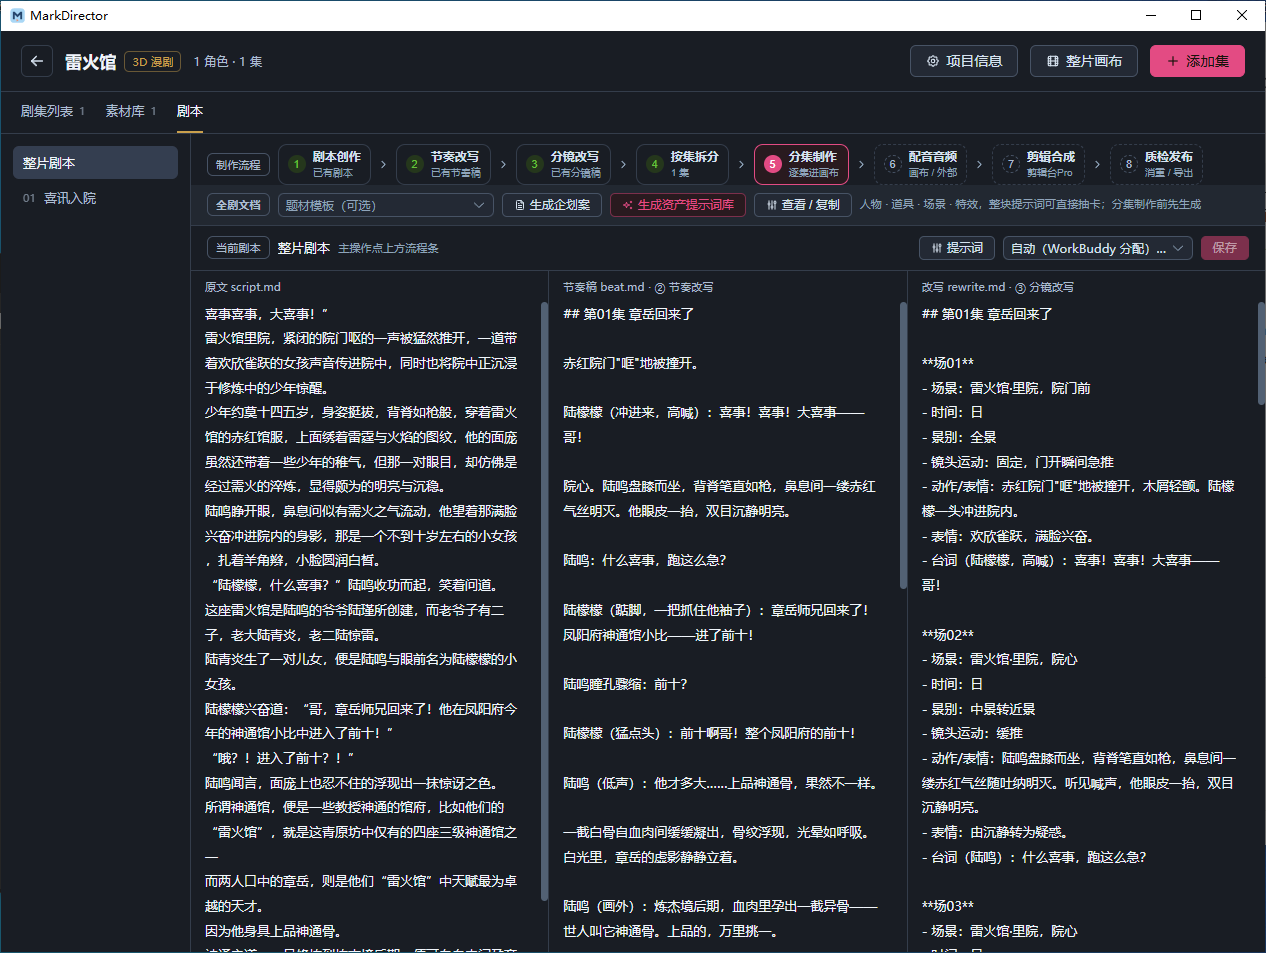 MarkDirector
雷火馆 3D 漫剧 1 角色 · 1 集 项目信息 整片画布 + 添加集
剧集列表 1 素材库 1 剧本
整片剧本
01 喜讯入院
制作流程
1 剧本创作 已有剧本
2 节奏改写 已有节奏稿
3 分镜改写 已有分镜稿
4 按集拆分 1 集
5 分集制作 逐集进画布
6 配音音频 画布 / 外部
7 剪辑合成 剪辑台Pro
8 质检发布 消重 / 导出
全剧文档 题材模板（可选） 生成企划案 生成资产提示词库 查看 / 复制 人物 · 道具 · 场景 · 特效，整块提示词可直接抽卡；分集制作前先生成
当前剧本 整片剧本 主操作点上方流程条 提示词 自动（WorkBuddy 分配）... 保存
原文 script.md
喜事喜事，大喜事！”
雷火馆里院，紧闭的院门呕的一声被猛然推开，一道带
着欢欣雀跃的女孩声音传进院中，同时也将院中正沉浸
于修炼中的少年惊醒。
少年约莫十四五岁，身姿挺拔，背脊如枪般，穿着雷火
馆的赤红馆服，上面绣着雷霆与火焰的图纹，他的面庞
虽然还带着一些少年的稚气，但那一对眼目，却仿佛是
经过需火的淬炼，显得颇为的明亮与沉稳。
陆鸣睁开眼，鼻息问似有需火之气流动，他望着那满脸
兴奋冲进院内的身影，那是一个不到十岁左右的小女孩
，扎着羊角辫，小脸圆润白皙。
“陆檬檬，什么喜事？”陆鸣收功而起，笑着问道。
这座雷火馆是陆鸣的爷爷陆瑾所创建，而老爷子有二
子，老大陆青炎，老二陆惊雷。
陆青炎生了一对儿女，便是陆鸣与眼前名为陆檬檬的小
女孩。
陆檬檬兴奋道：“哥，章岳师兄回来了！他在凤阳府今
年的神通馆小比中进入了前十！”
“哦？！进入了前十？！”
陆鸣闻言，面庞上也忍不住的浮现出一抹惊讶之色。
所谓神通馆，便是一些教授神通的馆府，比如他们的
“雷火馆”，就是这青原坊中仅有的四座三级神通馆之
一
而两人口中的章岳，则是他们“雷火馆”中天赋最为卓
越的天才。
因为他身具上品神通骨。
节奏稿 beat.md · ② 节奏改写
## 第01集 章岳回来了
赤红院门"哐"地被撞开。
陆檬檬（冲进来，高喊）：喜事！喜事！大喜事——
哥！
院心。陆鸣盘膝而坐，背脊笔直如枪，鼻息间一缕赤红
气丝明灭。他眼皮一抬，双目沉静明亮。
陆鸣：什么喜事，跑这么急？
陆檬檬（踮脚，一把抓住他袖子）：章岳师兄回来了！
凤阳府神通馆小比——进了前十！
陆鸣瞳孔骤缩：前十？
陆檬檬（猛点头）：前十啊哥！整个凤阳府的前十！
陆鸣（低声）：他才多大……上品神通骨，果然不一样。
一截白骨自血肉间缓缓凝出，骨纹浮现，光晕如呼吸。
白光里，章岳的虚影静静立着。
陆鸣（画外）：炼杰境后期，血肉里孕出一截异骨——
世人叫它神通骨。上品的，万里挑一。
改写 rewrite.md · ③ 分镜改写
## 第01集 章岳回来了
**场01**
- 场景：雷火馆·里院，院门前
- 时间：日
- 景别：全景
- 镜头运动：固定，门开瞬间急推
- 动作/表情：赤红院门"哐"地被撞开，木屑轻颤。陆檬
檬一头冲进院内。
- 表情：欢欣雀跃，满脸兴奋。
- 台词（陆檬檬，高喊）：喜事！喜事！大喜事——
哥！
**场02**
- 场景：雷火馆·里院，院心
- 时间：日
- 景别：中景转近景
- 镜头运动：缓推
- 动作/表情：陆鸣盘膝而坐，背脊笔直如枪，鼻息间一
缕赤红气丝随吐纳明灭。听见喊声，他眼皮一抬，双目
沉静明亮。
- 表情：由沉静转为疑惑。
- 台词（陆鸣）：什么喜事，跑这么急？
**场03**
- 场景：雷火馆·里院，院心